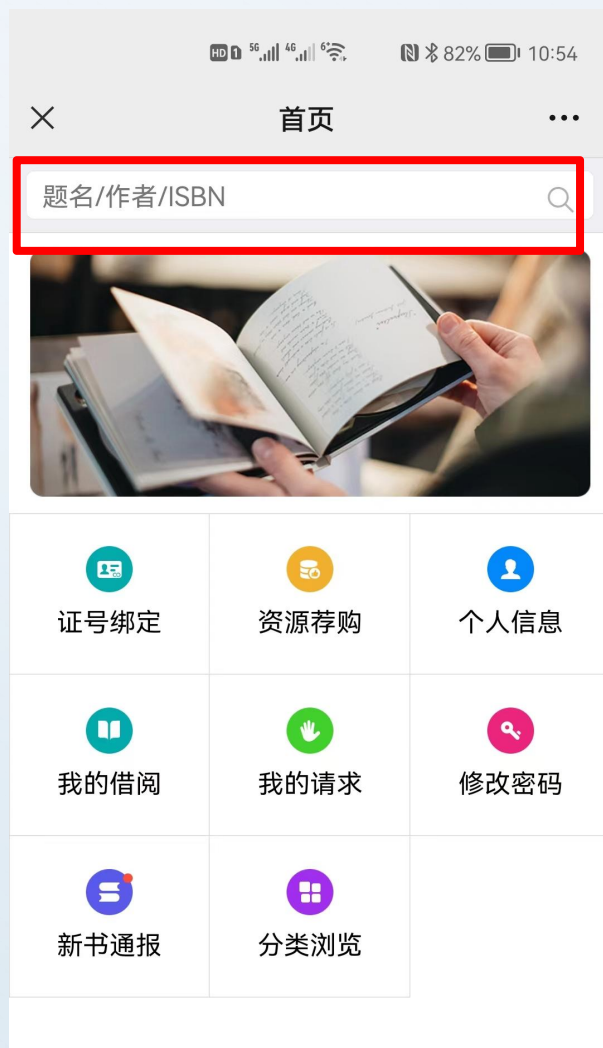 HD 1 5G 4G 6+ 82% 10:54
首页
题名/作者/ISBN
证号绑定 资源荐购 个人信息
我的借阅 我的请求 修改密码
新书通报 分类浏览